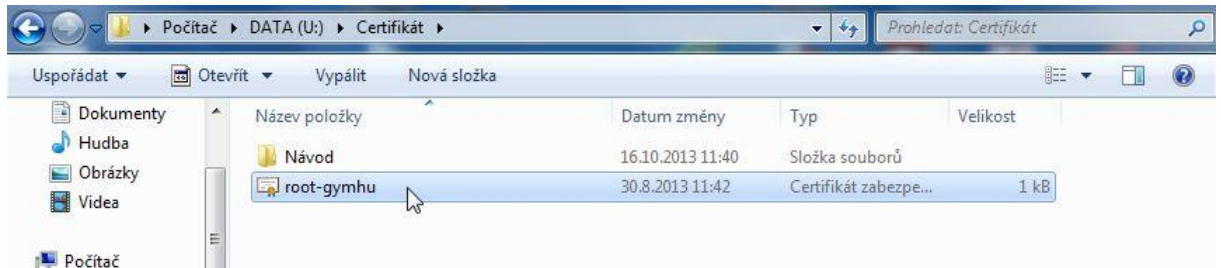 Počítač ▸ DATA (U:) ▸ Certifikát ▸
Prohledat: Certifikát
Uspořádat Otevřít Vypálit Nová složka
Dokumenty
Hudba
Obrázky
Videa
Počítač
Název položky Datum změny Typ Velikost
Návod 16.10.2013 11:40 Složka souborů
root-gymhu 30.8.2013 11:42 Certifikát zabezpe... 1 kB